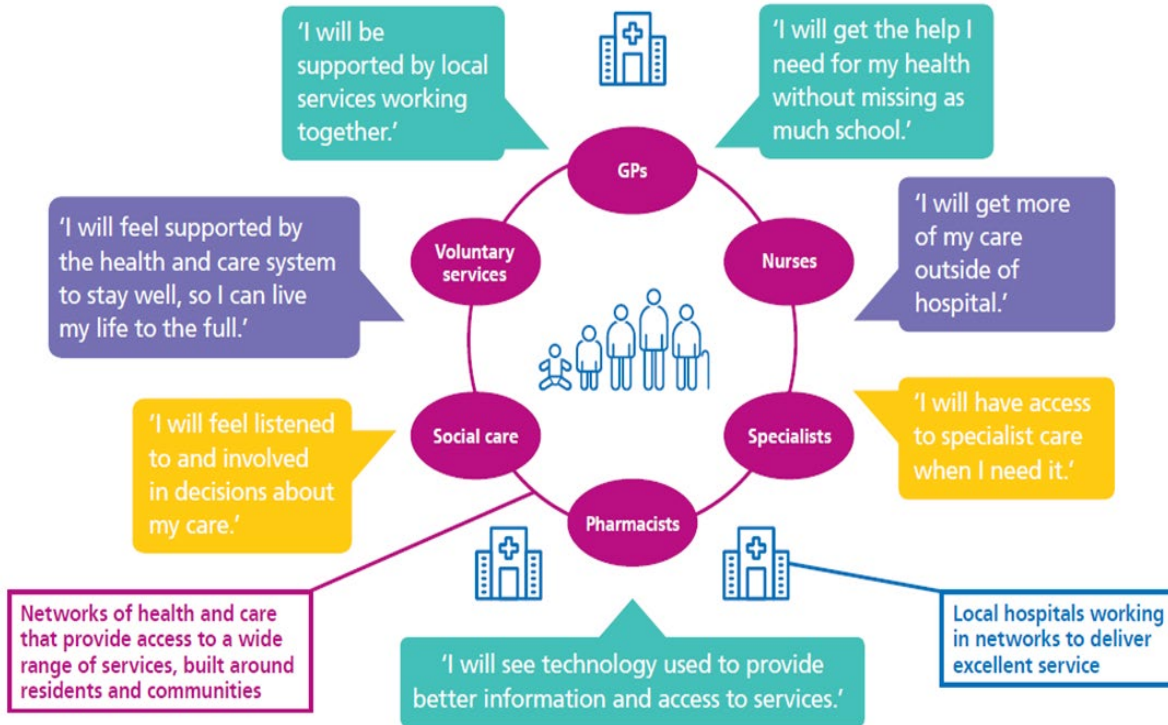 'I will be
supported by local
services working
together.'
'I will get the help I
need for my health
without missing as
much school.'
GPs
'I will feel supported by
the health and care system
to stay well, so I can live
my life to the full.'
Voluntary
services
Nurses
'I will get more
of my care
outside of
hospital.'
'I will feel listened
to and involved
in decisions about
my care.'
Social care
Specialists
'I will have access
to specialist care
when I need it.'
Pharmacists
Networks of health and care
that provide access to a wide
range of services, built around
residents and communities
'I will see technology used to provide
better information and access to services.'
Local hospitals working
in networks to deliver
excellent service